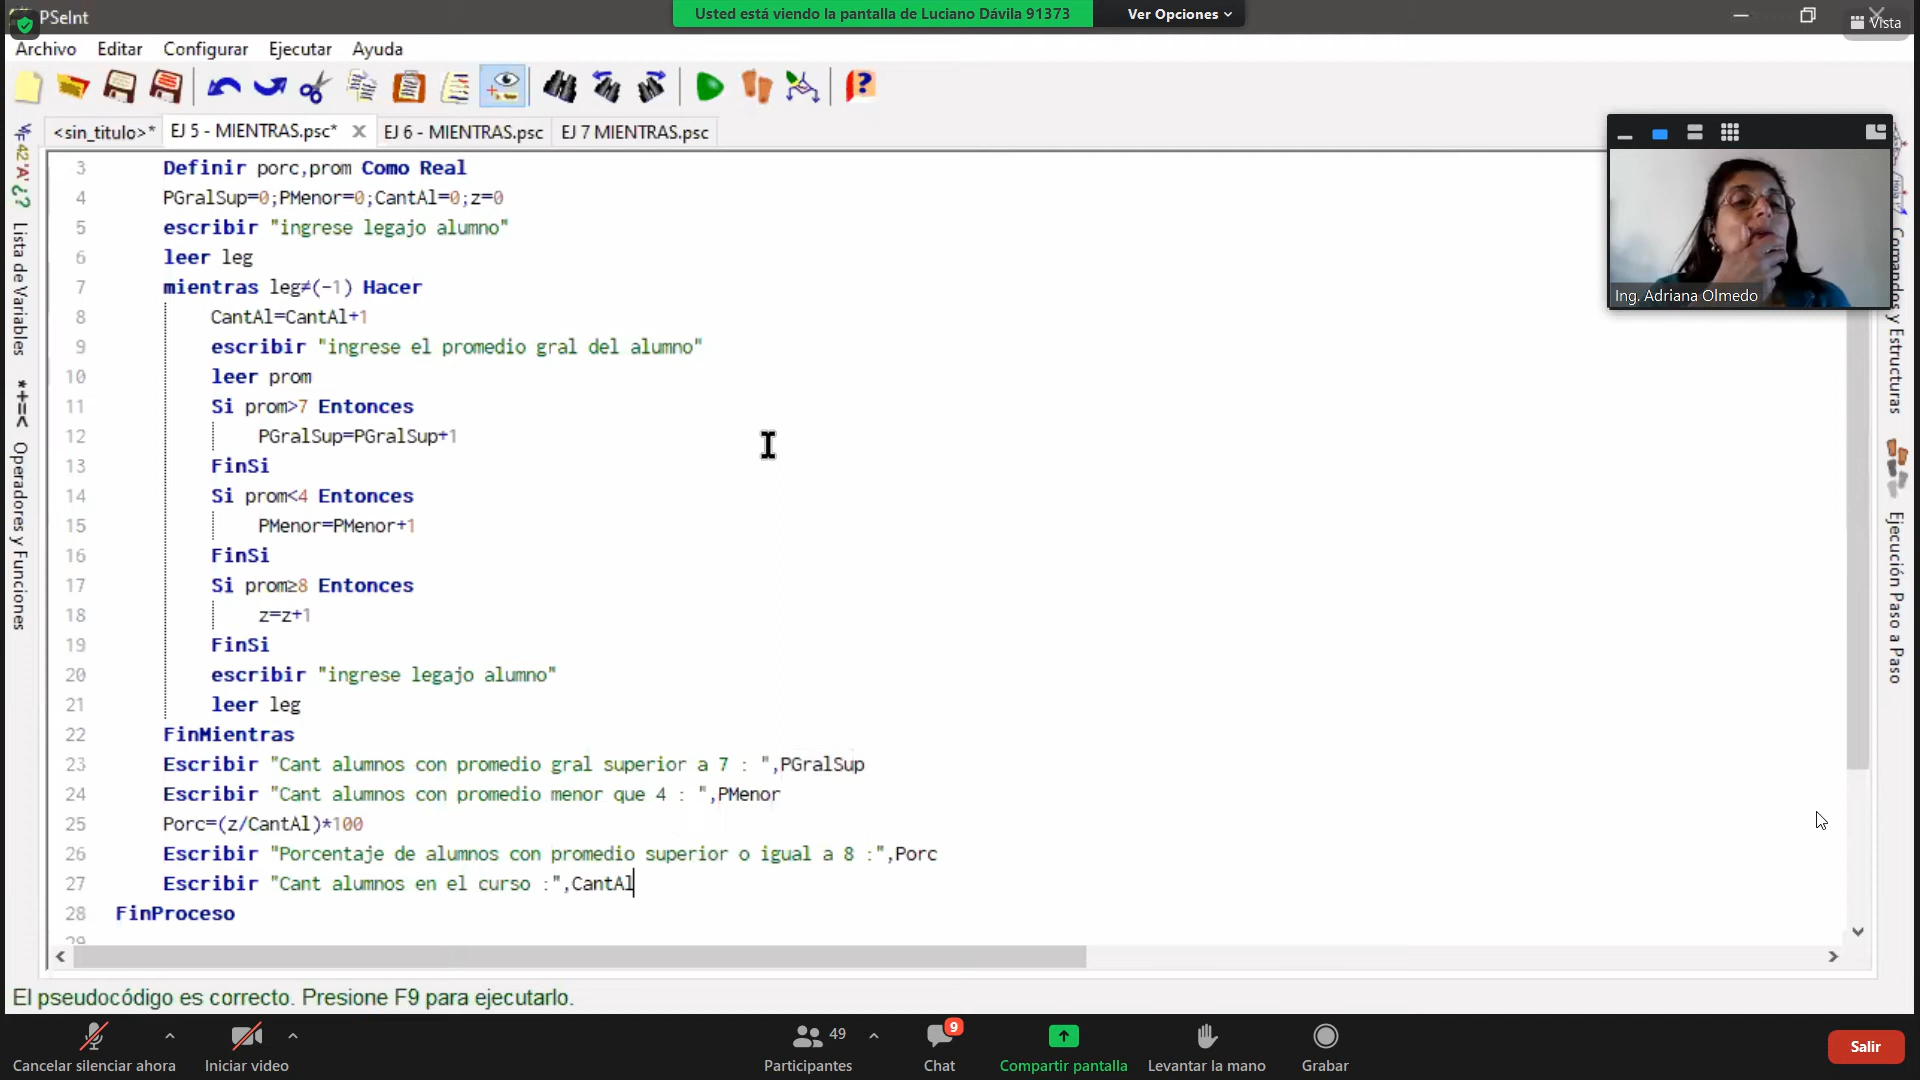 PSeInt
Usted está viendo la pantalla de Luciano Dávila 91373
Ver Opciones
Vista
Archivo Editar Configurar Ejecutar Ayuda
<sin_titulo>* EJ 5 - MIENTRAS.psc* EJ 6 - MIENTRAS.psc EJ 7 MIENTRAS.psc
3 Definir porc,prom Como Real
4 PGralSup=0;PMenor=0;CantAl=0;z=0
5 escribir "ingrese legajo alumno"
6 leer leg
7 mientras leg≠(-1) Hacer
8 CantAl=CantAl+1
9 escribir "ingrese el promedio gral del alumno"
10 leer prom
11 Si prom>7 Entonces
12 PGralSup=PGralSup+1
13 FinSi
14 Si prom<4 Entonces
15 PMenor=PMenor+1
16 FinSi
17 Si prom≥8 Entonces
18 z=z+1
19 FinSi
20 escribir "ingrese legajo alumno"
21 leer leg
22 FinMientras
23 Escribir "Cant alumnos con promedio gral superior a 7 : ",PGralSup
24 Escribir "Cant alumnos con promedio menor que 4 : ",PMenor
25 Porc=(z/CantAl)*100
26 Escribir "Porcentaje de alumnos con promedio superior o igual a 8 :",Porc
27 Escribir "Cant alumnos en el curso :",CantAl
28 FinProceso
29
Lista de Variables
*+=< Operadores y Funciones
Ing. Adriana Olmedo
Comandos y Estructuras
Ejecución Paso a Paso
El pseudocódigo es correcto. Presione F9 para ejecutarlo.
Cancelar silenciar ahora
Iniciar video
49
Participantes
9
Chat
Compartir pantalla
Levantar la mano
Grabar
Salir